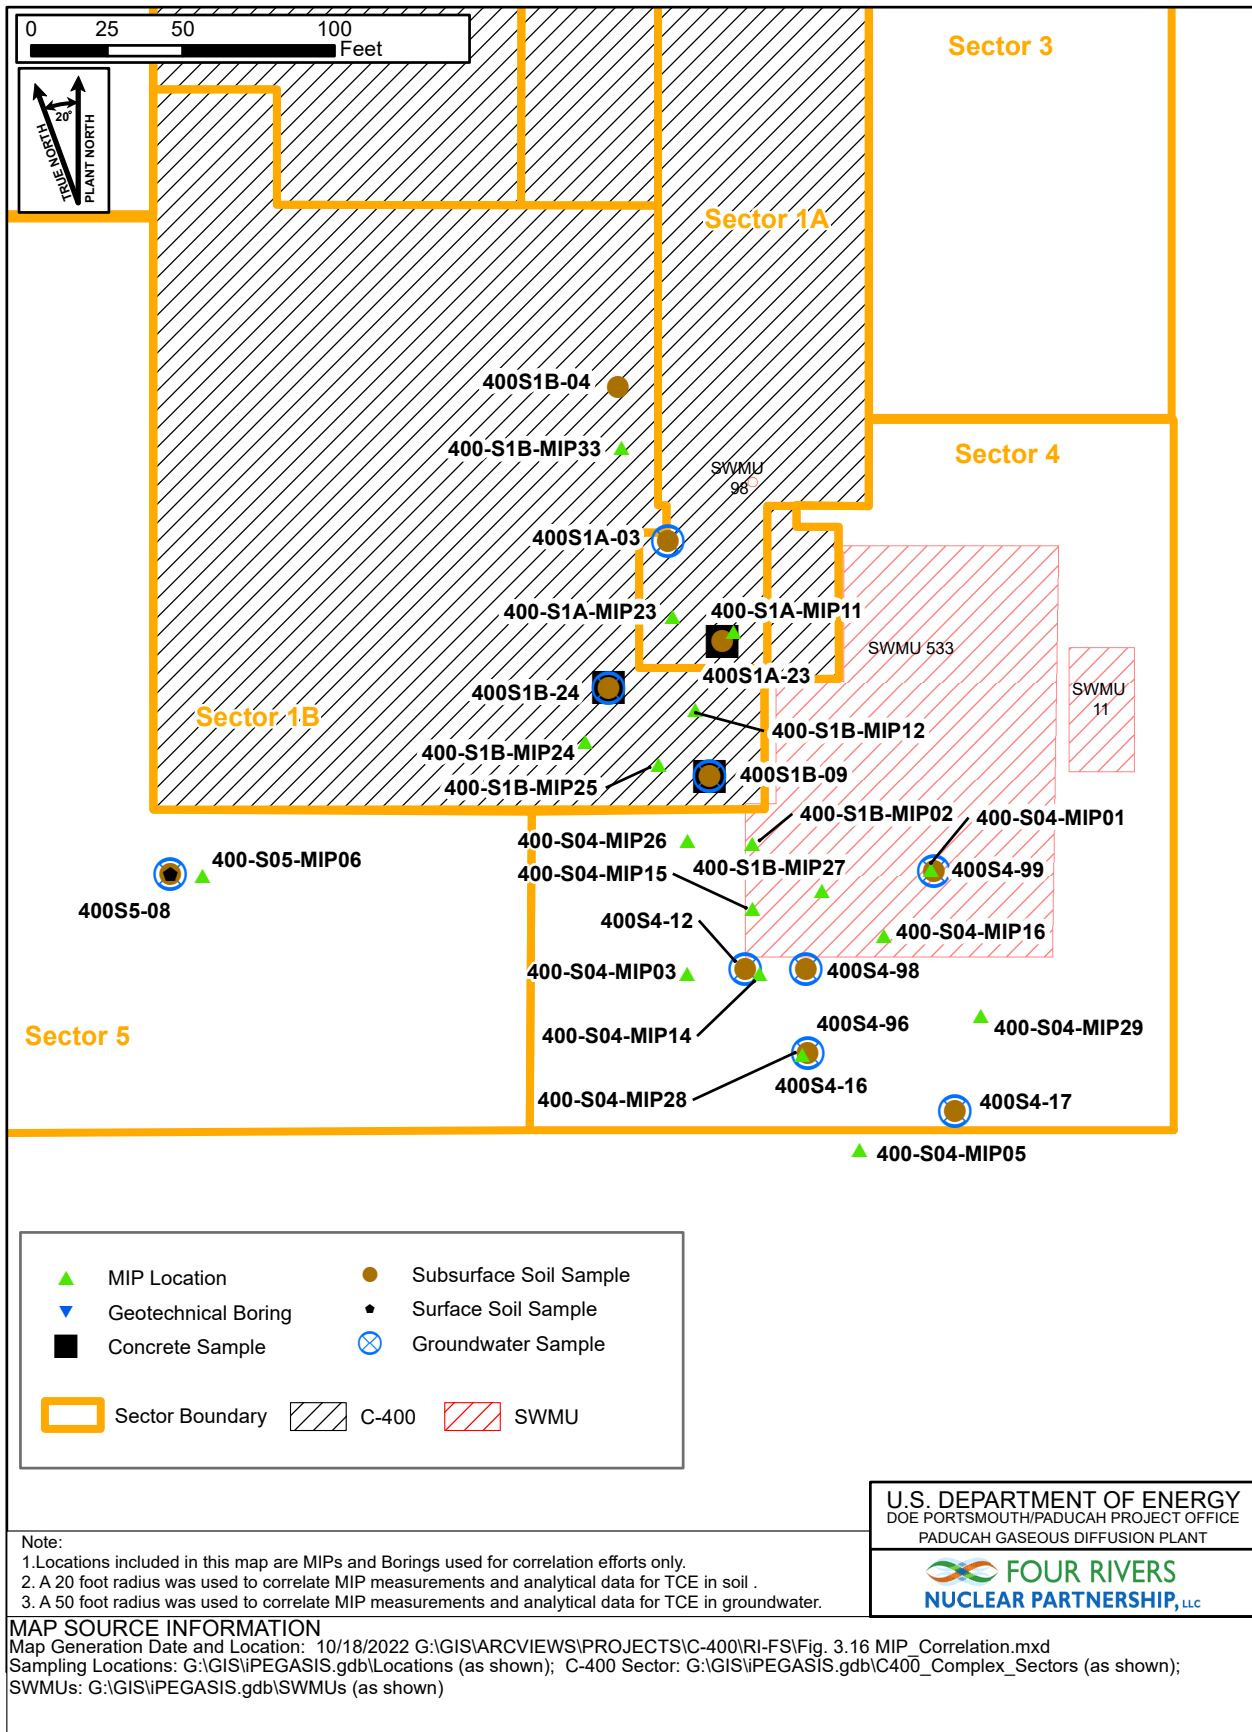 0 25 50 100
Feet
20°
TRUE NORTH
PLANT NORTH
Sector 3
Sector 1A
400S1B-04
400-S1B-MIP33
Sector 4
SWMU
98
400S1A-03
400-S1A-MIP23
400-S1A-MIP11
SWMU 533
400S1A-23
400S1B-24
SWMU
11
Sector 1B
400-S1B-MIP12
400-S1B-MIP24
400-S1B-MIP25
400S1B-09
400-S1B-MIP02
400-S04-MIP01
400-S04-MIP26
400-S05-MIP06
400-S1B-MIP27
400-S04-MIP15
400S4-99
400S5-08
400S4-12
400-S04-MIP16
400-S04-MIP03
400S4-98
400S4-96
400-S04-MIP29
Sector 5
400-S04-MIP14
400S4-16
400-S04-MIP28
400S4-17
400-S04-MIP05
MIP Location
Geotechnical Boring
Concrete Sample
Subsurface Soil Sample
Surface Soil Sample
Groundwater Sample
Sector Boundary
C-400
SWMU
U.S. DEPARTMENT OF ENERGY
DOE PORTSMOUTH/PADUCAH PROJECT OFFICE
PADUCAH GASEOUS DIFFUSION PLANT
FOUR RIVERS
NUCLEAR PARTNERSHIP, LLC
Note:
1.Locations included in this map are MIPs and Borings used for correlation efforts only.
2. A 20 foot radius was used to correlate MIP measurements and analytical data for TCE in soil .
3. A 50 foot radius was used to correlate MIP measurements and analytical data for TCE in groundwater.
MAP SOURCE INFORMATION
Map Generation Date and Location: 10/18/2022 G:\GIS\ARCVIEWS\PROJECTS\C-400\RI-FS\Fig. 3.16 MIP_Correlation.mxd
Sampling Locations: G:\GIS\iPEGASIS.gdb\Locations (as shown); C-400 Sector: G:\GIS\iPEGASIS.gdb\C400_Complex_Sectors (as shown);
SWMUs: G:\GIS\iPEGASIS.gdb\SWMUs (as shown)